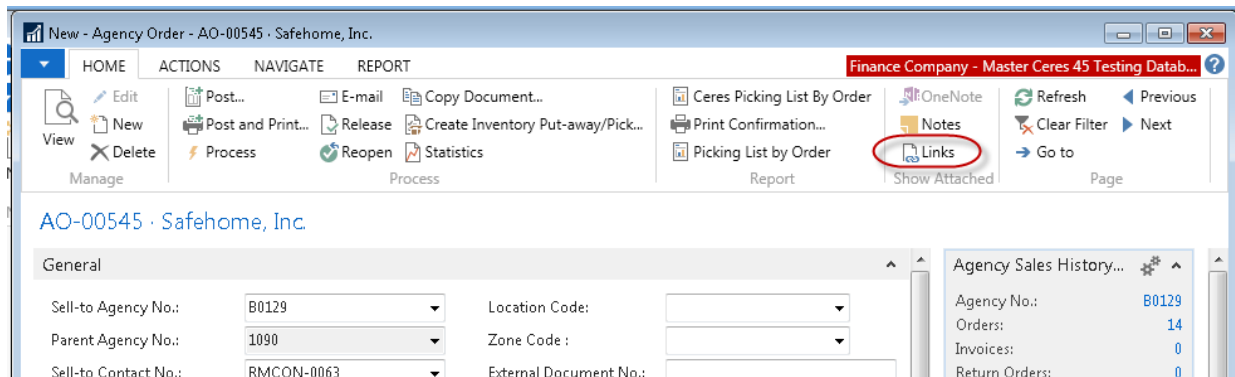 New - Agency Order - AO-00545 · Safehome, Inc.
HOME ACTIONS NAVIGATE REPORT
Finance Company - Master Ceres 45 Testing Datab...
View
Edit
New
Delete
Manage
Post...
Post and Print...
Process
E-mail
Release
Reopen
Copy Document...
Create Inventory Put-away/Pick...
Statistics
Process
Ceres Picking List By Order
Print Confirmation...
Picking List by Order
Report
OneNote
Notes
Links
Show Attached
Refresh
Clear Filter
Go to
Previous
Next
Page
AO-00545 · Safehome, Inc.
General
Sell-to Agency No.: B0129
Parent Agency No.: 1090
Sell-to Contact No.: RMCON-0063
Location Code:
Zone Code :
External Document No.:
Agency Sales History...
Agency No.: B0129
Orders: 14
Invoices: 0
Return Orders: 0